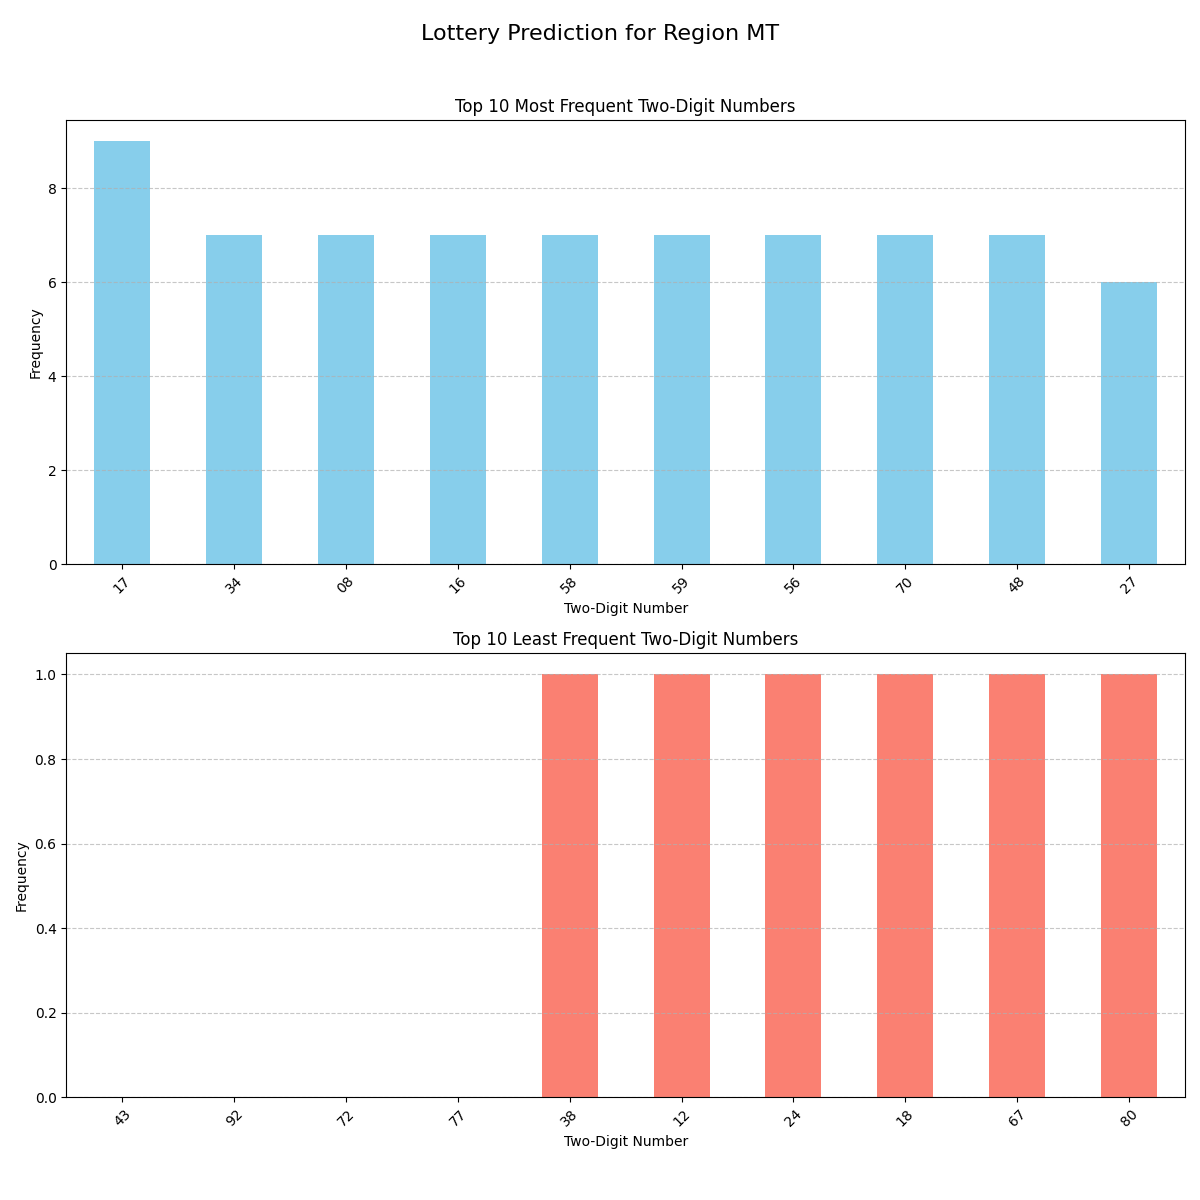 Lottery Prediction for Region MT
Top 10 Most Frequent Two-Digit Numbers
Frequency
8
6
4
2
0
17 34 08 16 58 59 56 70 48 27
Two-Digit Number
Top 10 Least Frequent Two-Digit Numbers
Frequency
1.0
0.8
0.6
0.4
0.2
0.0
43 92 72 77 38 12 24 18 67 80
Two-Digit Number